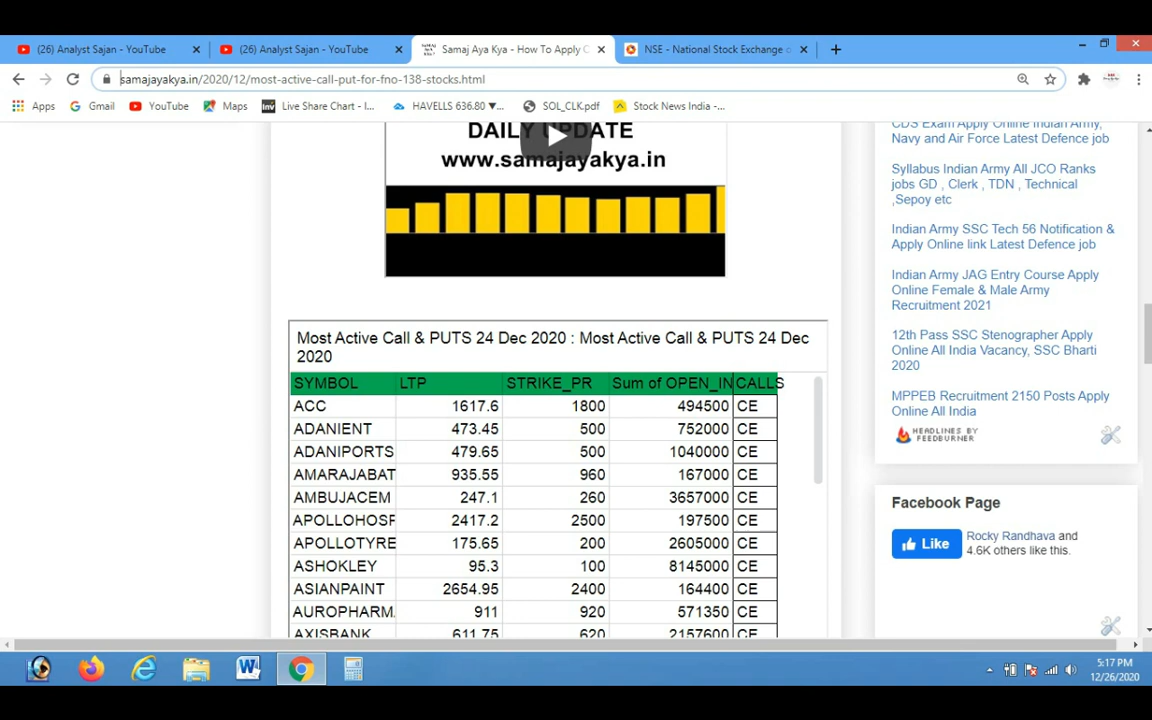 (26) Analyst Sajan - YouTube
(26) Analyst Sajan - YouTube
Samaj Aya Kya - How To Apply C
NSE - National Stock Exchange o
samajayakya.in/2020/12/most-active-call-put-for-fno-138-stocks.html
Apps Gmail YouTube Maps Live Share Chart - I... HAVELLS 636.80 ▼... SOL_CLK.pdf Stock News India -...
DAILY UPDATE
www.samajayakya.in
Most Active Call & PUTS 24 Dec 2020 : Most Active Call & PUTS 24 Dec
2020
SYMBOL LTP STRIKE_PR Sum of OPEN_IN CALLS
ACC 1617.6 1800 494500 CE
ADANIENT 473.45 500 752000 CE
ADANIPORTS 479.65 500 1040000 CE
AMARAJABAT 935.55 960 167000 CE
AMBUJACEM 247.1 260 3657000 CE
APOLLOHOSP 2417.2 2500 197500 CE
APOLLOTYRE 175.65 200 2605000 CE
ASHOKLEY 95.3 100 8145000 CE
ASIANPAINT 2654.95 2400 164400 CE
AUROPHARMA 911 920 571350 CE
AXISBANK 611.75 620 2157600 CE
CDS Exam Apply Online Indian Army,
Navy and Air Force Latest Defence job
Syllabus Indian Army All JCO Ranks
jobs GD , Clerk , TDN , Technical
,Sepoy etc
Indian Army SSC Tech 56 Notification &
Apply Online link Latest Defence job
Indian Army JAG Entry Course Apply
Online Female & Male Army
Recruitment 2021
12th Pass SSC Stenographer Apply
Online All India Vacancy, SSC Bharti
2020
MPPEB Recruitment 2150 Posts Apply
Online All India
HEADLINES BY
FEEDBURNER
Facebook Page
Like
Rocky Randhava and
4.6K others like this.
5:17 PM
12/26/2020